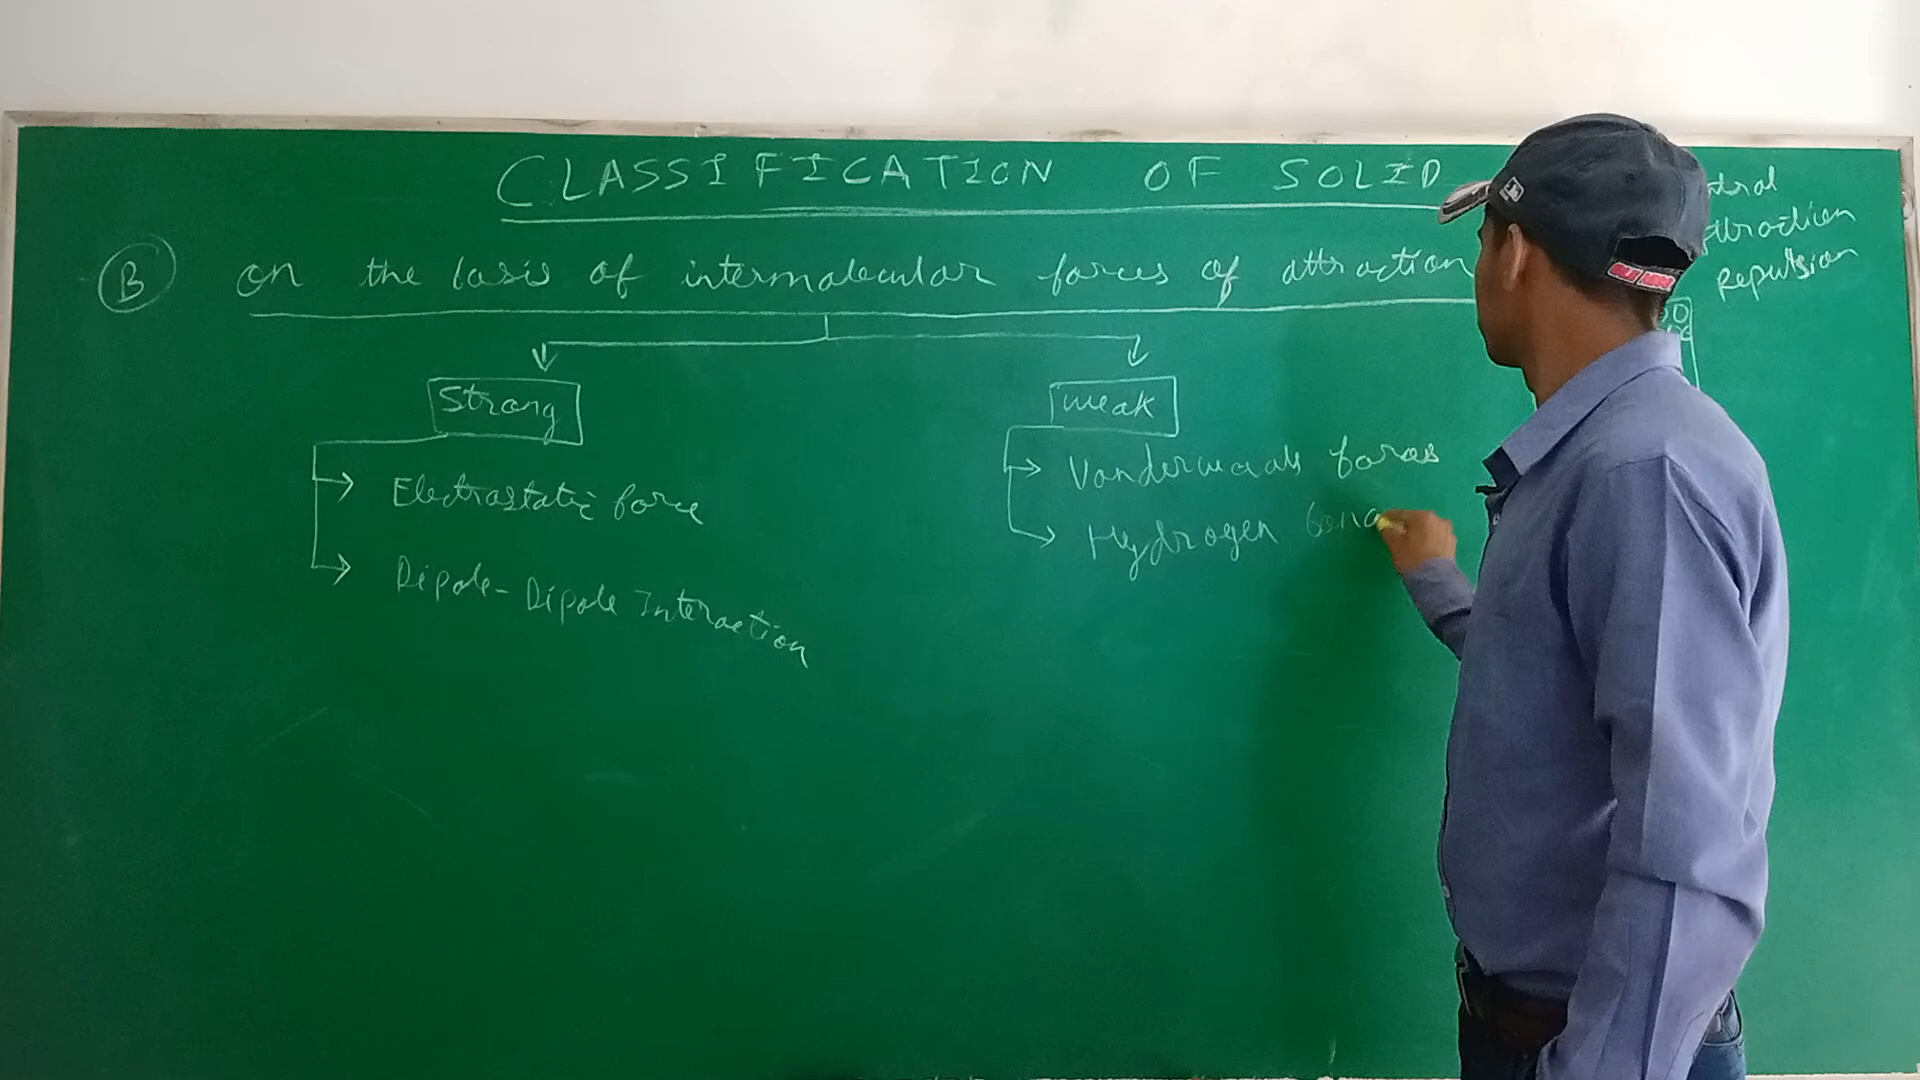 CLASSIFICATION OF SOLID
B on the basis of intermolecular forces of attraction
attraction
Repulsion
Strong
Electrostatic force
Dipole-Dipole Interaction
weak
Vanderwaals forces
Hydrogen bon